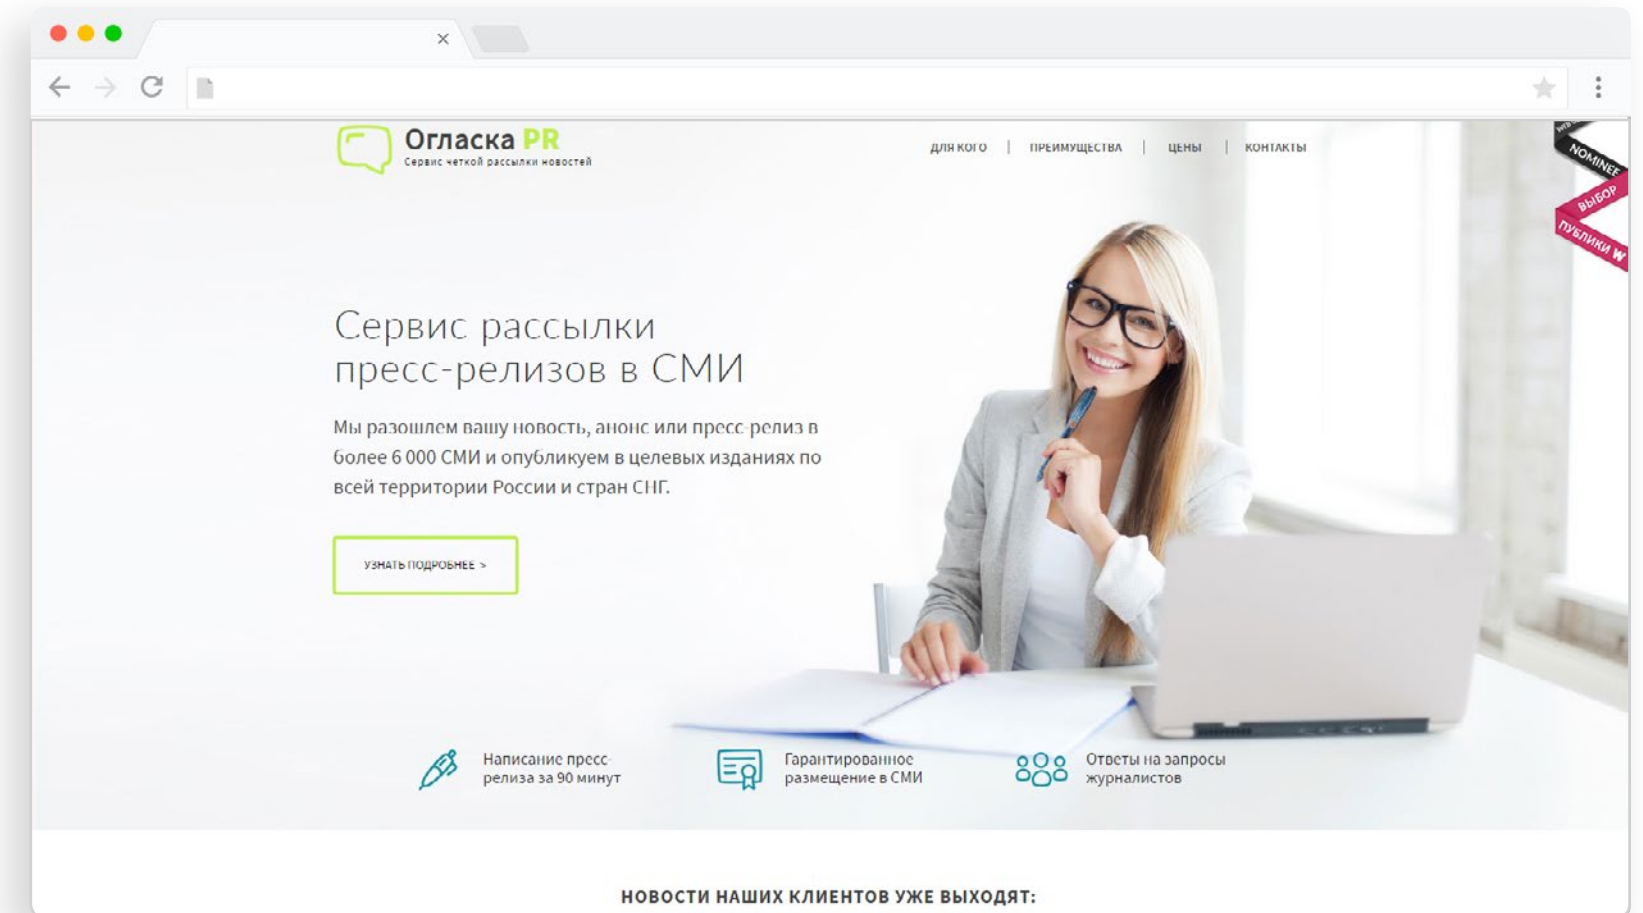 Огласка PR
Сервис четкой рассылки новостей
ДЛЯ КОГО | ПРЕИМУЩЕСТВА | ЦЕНЫ | КОНТАКТЫ
NOMINEE
ВЫБОР
ПУБЛИКИ W
Сервис рассылки
пресс-релизов в СМИ
Мы разошлем вашу новость, анонс или пресс-релиз в
более 6 000 СМИ и опубликуем в целевых изданиях по
всей территории России и стран СНГ.
УЗНАТЬ ПОДРОБНЕЕ >
Написание пресс-
релиза за 90 минут
Гарантированное
размещение в СМИ
Ответы на запросы
журналистов
НОВОСТИ НАШИХ КЛИЕНТОВ УЖЕ ВЫХОДЯТ: